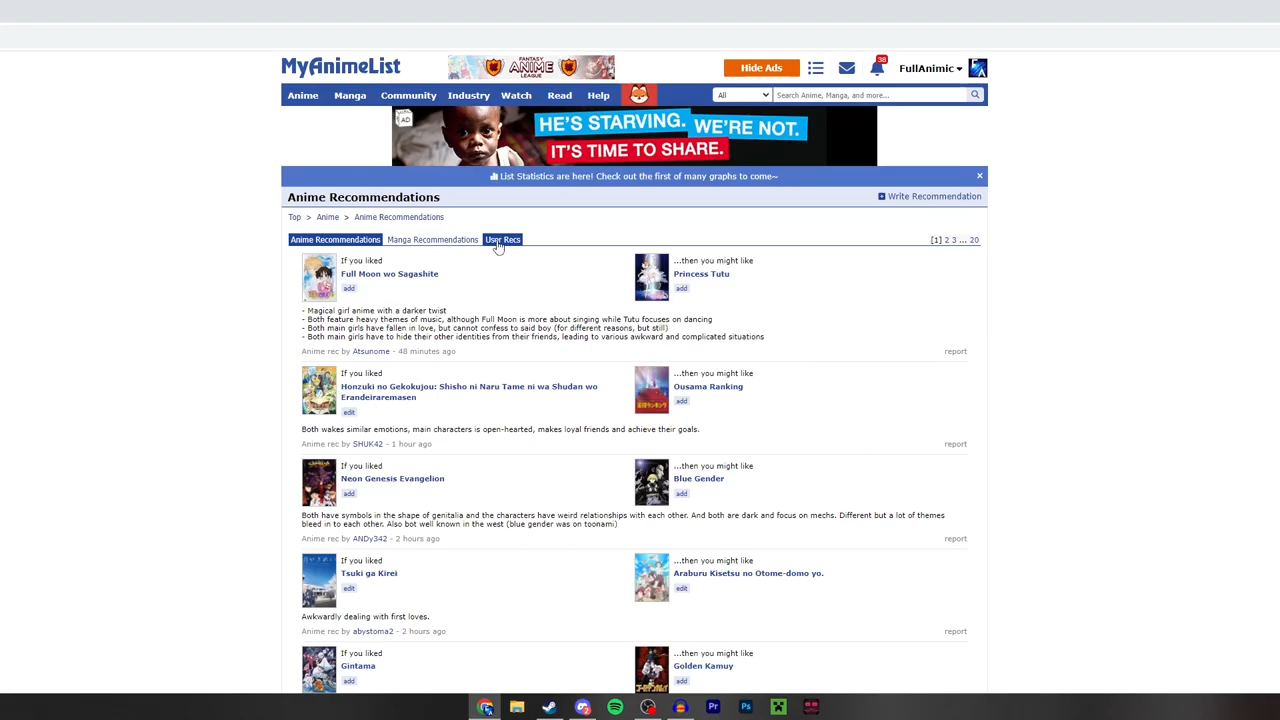 MyAnimeList
FANTASY ANIME LEAGUE
Hide Ads
38
FullAnimic
Anime Manga Community Industry Watch Read Help
All
Search Anime, Manga, and more...
AD
HE'S STARVING. WE'RE NOT.
IT'S TIME TO SHARE.
List Statistics are here! Check out the first of many graphs to come~ ×
Anime Recommendations
Write Recommendation
Top > Anime > Anime Recommendations
Anime Recommendations Manga Recommendations User Recs
[1] 2 3 ... 20
If you liked
Full Moon wo Sagashite
add
...then you might like
Princess Tutu
add
- Magical girl anime with a darker twist
- Both feature heavy themes of music, although Full Moon is more about singing while Tutu focuses on dancing
- Both main girls have fallen in love, but cannot confess to said boy (for different reasons, but still)
- Both main girls have to hide their other identities from their friends, leading to various awkward and complicated situations
Anime rec by Atsunome - 48 minutes ago
report
If you liked
Honzuki no Gekokujou: Shisho ni Naru Tame ni wa Shudan wo
Erandeiraremasen
edit
...then you might like
Ousama Ranking
add
Both wakes similar emotions, main characters is open-hearted, makes loyal friends and achieve their goals.
Anime rec by SHUK42 - 1 hour ago
report
If you liked
Neon Genesis Evangelion
add
...then you might like
Blue Gender
add
Both have symbols in the shape of genitalia and the characters have weird relationships with each other. And both are dark and focus on mechs. Different but a lot of themes
bleed in to each other. Also bot well known in the west (blue gender was on toonami)
Anime rec by ANDy342 - 2 hours ago
report
If you liked
Tsuki ga Kirei
edit
...then you might like
Araburu Kisetsu no Otome-domo yo.
edit
Awkwardly dealing with first loves.
Anime rec by abystoma2 - 2 hours ago
report
If you liked
Gintama
add
...then you might like
Golden Kamuy
add
Pr
Ps